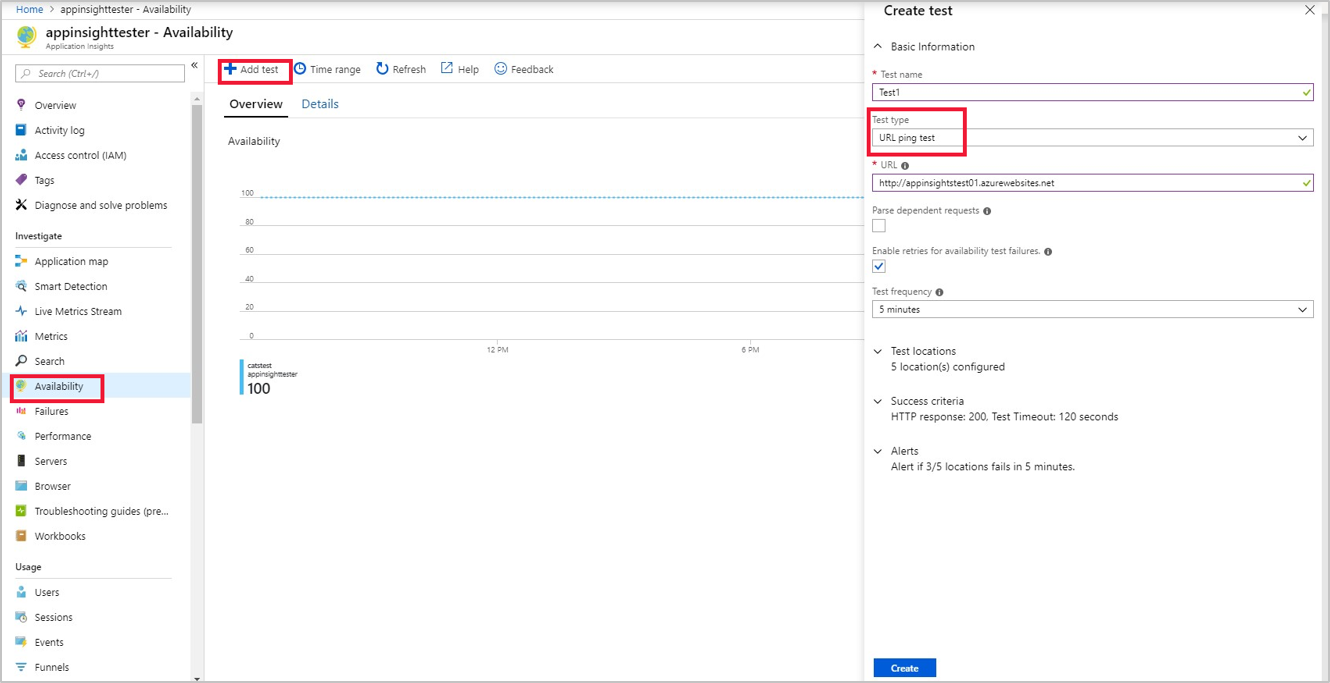 Home > appinsighttester - Availability
appinsighttester - Availability
Application Insights
Search (Ctrl+/)
«
Overview
Activity log
Access control (IAM)
Tags
Diagnose and solve problems
Investigate
Application map
Smart Detection
Live Metrics Stream
Metrics
Search
Availability
Failures
Performance
Servers
Browser
Troubleshooting guides (pre...
Workbooks
Usage
Users
Sessions
Events
Funnels
Add test
Time range
Refresh
Help
Feedback
Overview
Details
Availability
100
80
60
40
20
0
12 PM
6 PM
catstest
appinsighttester
100
Create test
Basic Information
* Test name
Test1
Test type
URL ping test
* URL
http://appinsightstest01.azurewebsites.net
Parse dependent requests
Enable retries for availability test failures.
Test frequency
5 minutes
Test locations
5 location(s) configured
Success criteria
HTTP response: 200, Test Timeout: 120 seconds
Alerts
Alert if 3/5 locations fails in 5 minutes.
Create